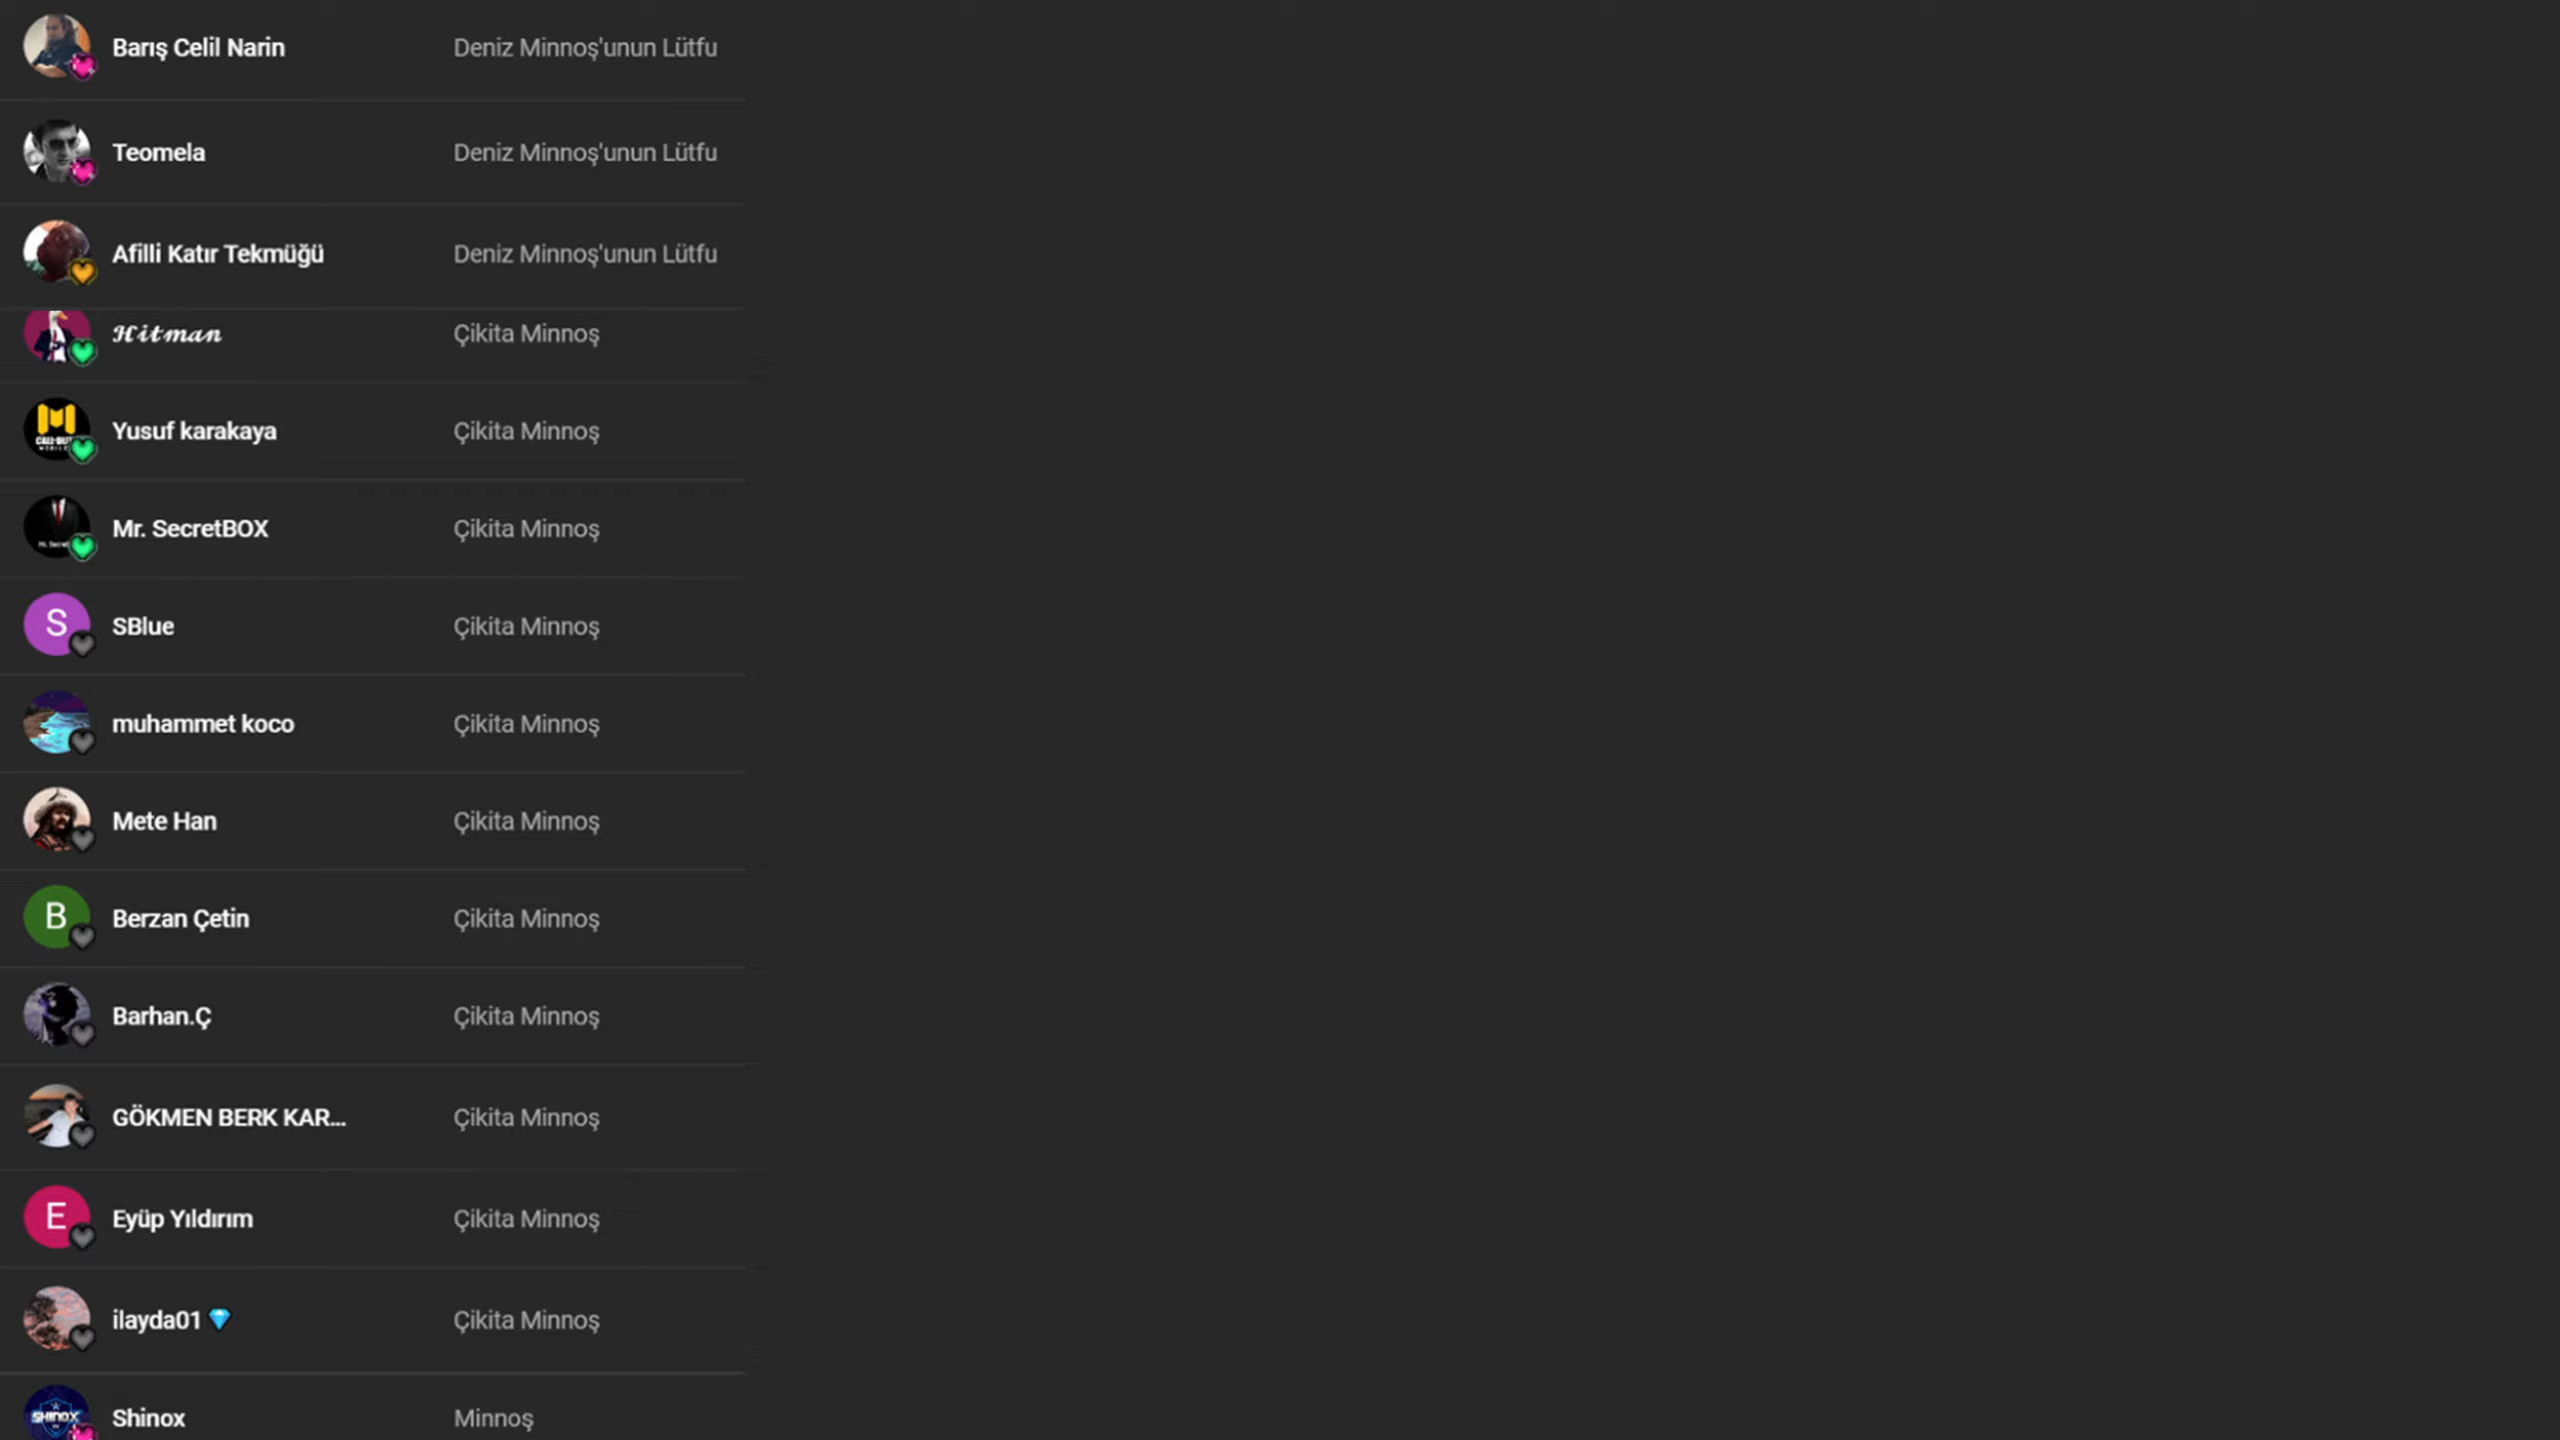 Barış Celil Narin Deniz Minnoş'unun Lütfu
Teomela Deniz Minnoş'unun Lütfu
Afilli Katır Tekmüğü Deniz Minnoş'unun Lütfu
𝓗𝓲𝓽𝓶𝓪𝓷 Çikita Minnoş
Yusuf karakaya Çikita Minnoş
Mr. SecretBOX Çikita Minnoş
S SBlue Çikita Minnoş
muhammet koco Çikita Minnoş
Mete Han Çikita Minnoş
B Berzan Çetin Çikita Minnoş
Barhan.Ç Çikita Minnoş
GÖKMEN BERK KAR... Çikita Minnoş
E Eyüp Yıldırım Çikita Minnoş
ilayda01 💎 Çikita Minnoş
SHINOX Shinox Minnoş